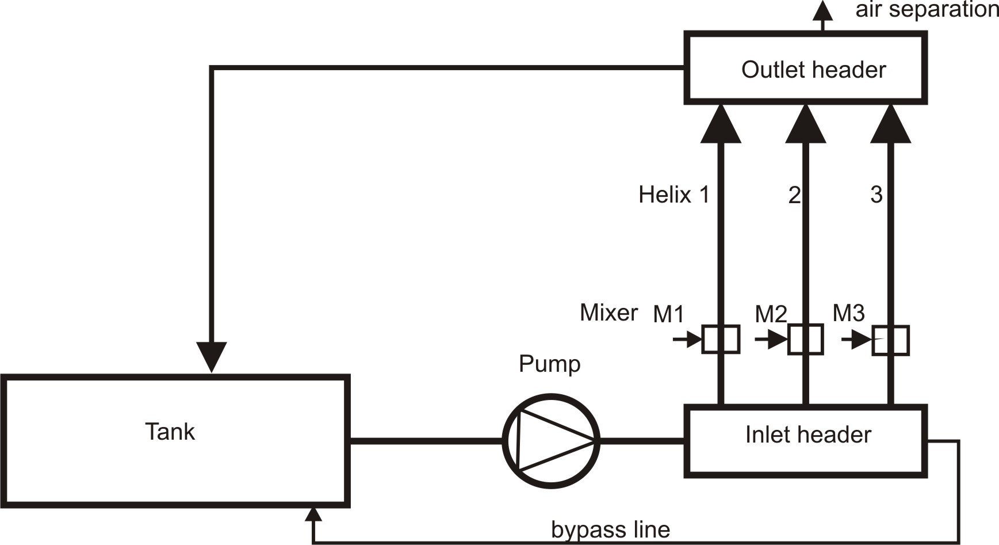 air separation
Outlet header
Helix 1
2
3
Mixer M1
M2
M3
Pump
Tank
Inlet header
bypass line